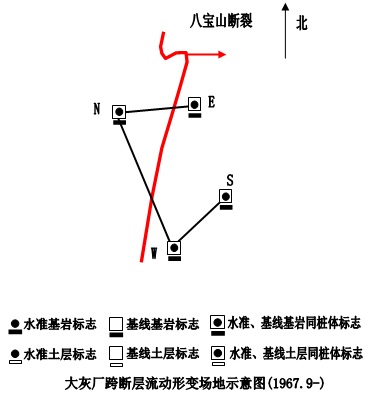 八宝山断裂
北
N
E
S
W
水准基岩标志 基线基岩标志 水准、基线基岩同桩体标志
水准土层标志 基线土层标志 水准、基线土层同桩体标志
大灰厂跨断层流动形变场地示意图(1967.9-)